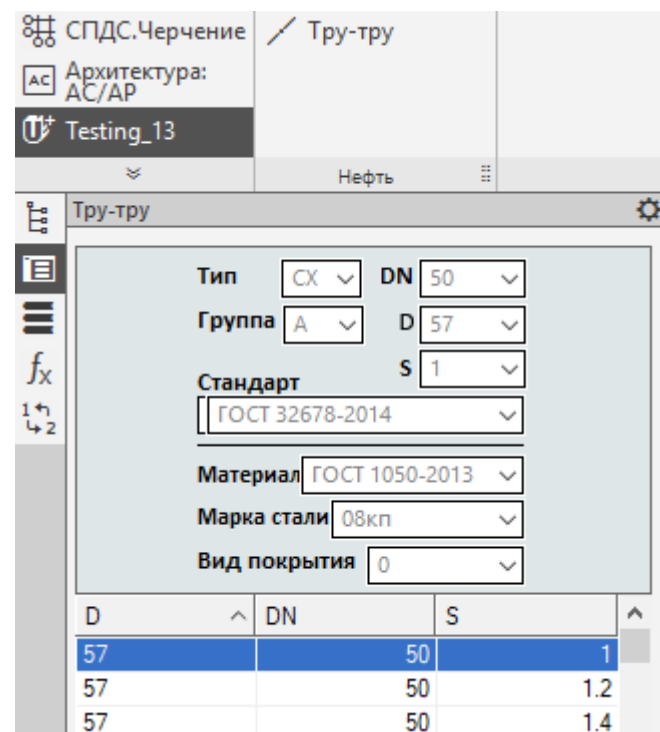 СПДС.Черчение
Тру-тру
AC
Архитектура:
АС/АР
Testing_13
Нефть
Тру-тру
Тип СХ DN 50
Группа А D 57
S 1
Стандарт
ГОСТ 32678-2014
Материал ГОСТ 1050-2013
Марка стали 08кп
Вид покрытия 0
D DN S
57 50 1
57 50 1.2
57 50 1.4